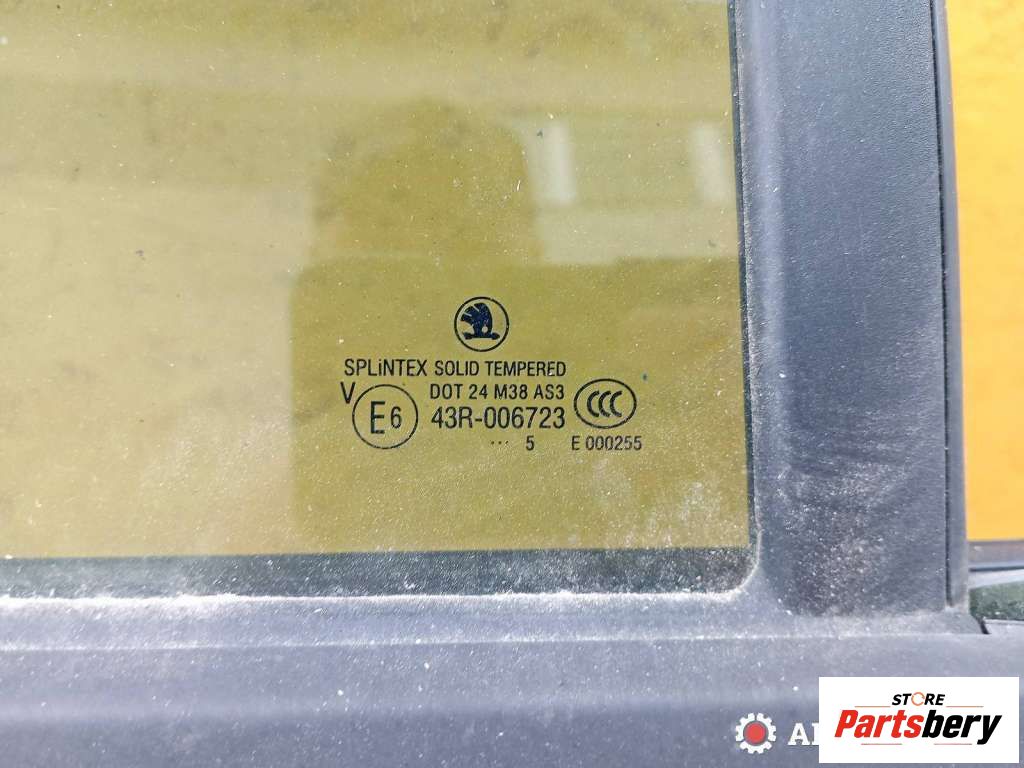 SPLiNTEX SOLID TEMPERED
V
DOT 24 M38 AS3
E6
43R-006723
CCC
... 5 E 000255
STORE
Partsbery